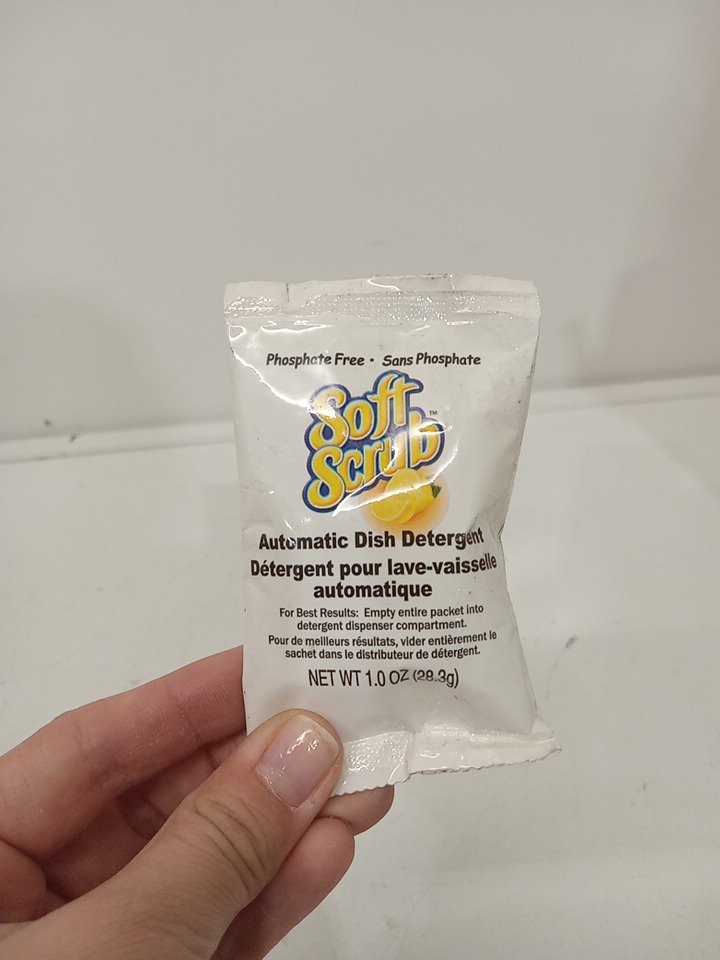 Phosphate Free • Sans Phosphate
Soft
Scrub™
Automatic Dish Detergent
Détergent pour lave-vaisselle
automatique
For Best Results: Empty entire packet into
detergent dispenser compartment.
Pour de meilleurs résultats, vider entièrement le
sachet dans le distributeur de détergent.
NET WT 1.0 OZ (28.3g)